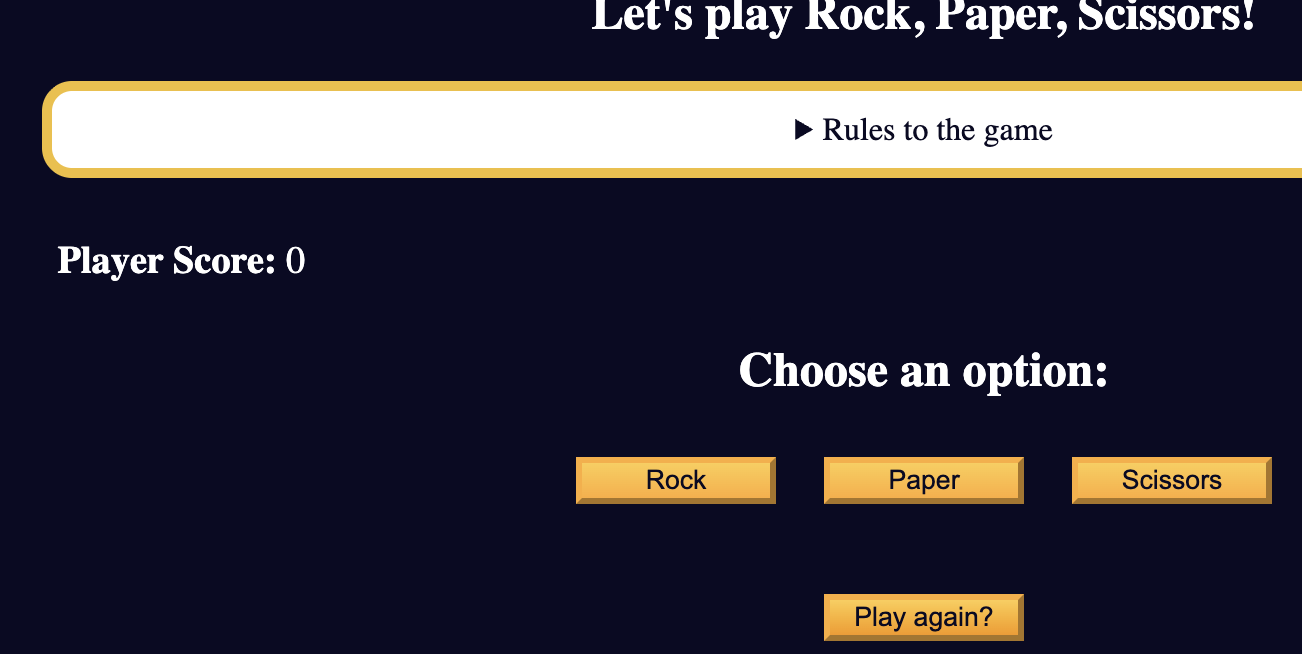 Let's play Rock, Paper, Scissors!
Rules to the game
Player Score: 0
Choose an option:
Rock Paper Scissors
Play again?